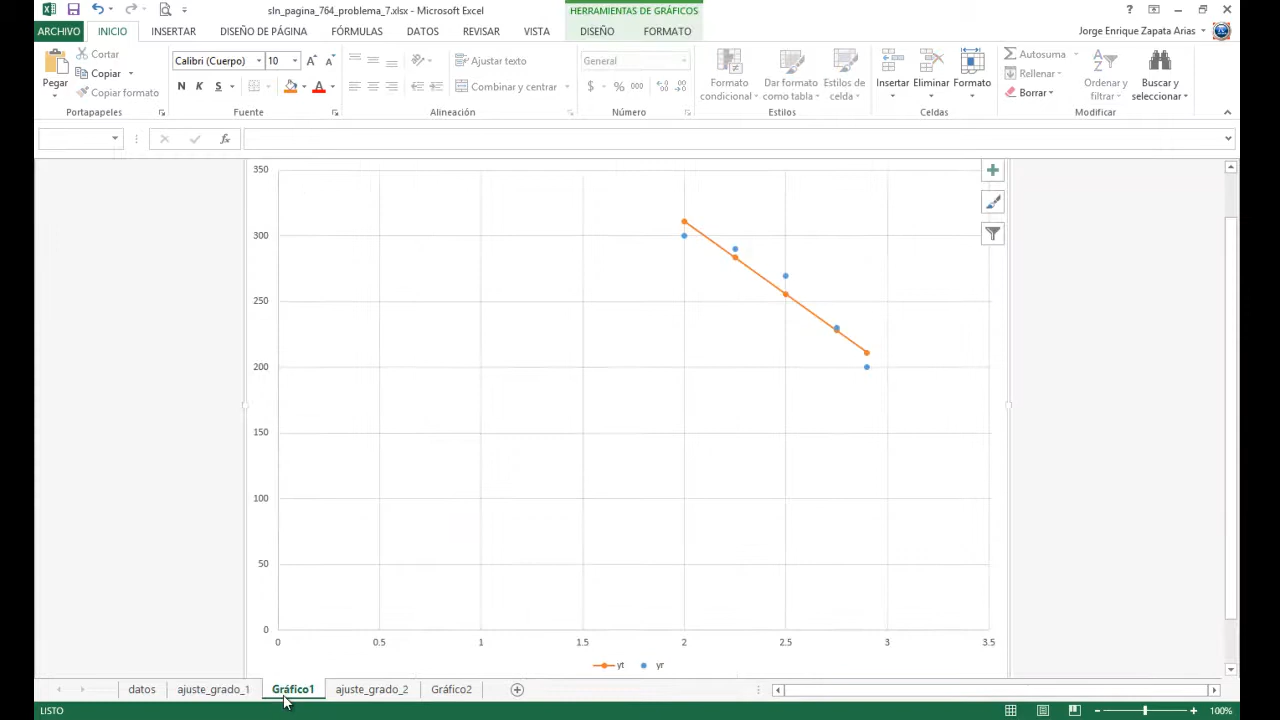 sln_pagina_764_problema_7.xlsx - Microsoft Excel
HERRAMIENTAS DE GRÁFICOS
?
ARCHIVO INICIO INSERTAR DISEÑO DE PÁGINA FÓRMULAS DATOS REVISAR VISTA DISEÑO FORMATO
Jorge Enrique Zapata Arias
Pegar
Cortar
Copiar
Copiar formato
Portapapeles
Calibri (Cuerpo) 10
N K S
Fuente
Ajustar texto
Combinar y centrar
Alineación
General
$ % 000
Número
Formato condicional
Dar formato como tabla
Estilos de celda
Estilos
Insertar Eliminar Formato
Celdas
Autosuma
Rellenar
Borrar
Ordenar y filtrar
Buscar y seleccionar
Modificar
fx
350
300
250
200
150
100
50
0
0 0.5 1 1.5 2 2.5 3 3.5
yt yr
datos ajuste_grado_1 Gráfico1 ajuste_grado_2 Gráfico2
LISTO
100%